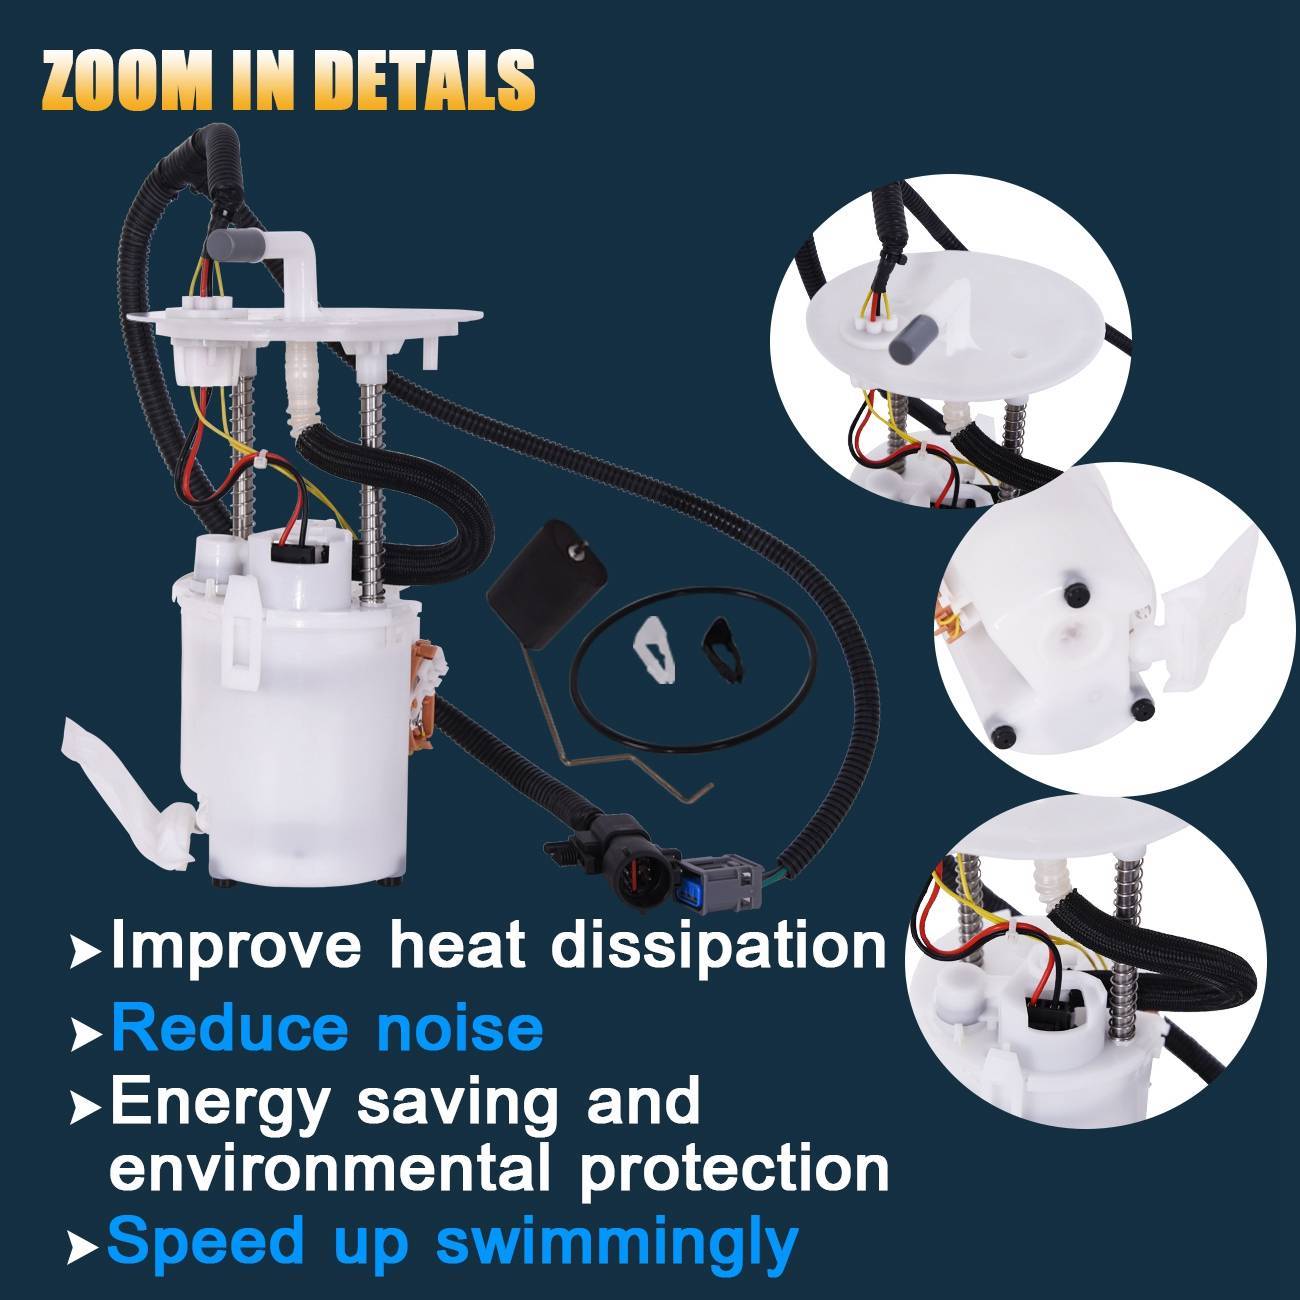 ZOOM IN DETALS
➤Improve heat dissipation
➤Reduce noise
➤Energy saving and
environmental protection
➤Speed up swimmingly